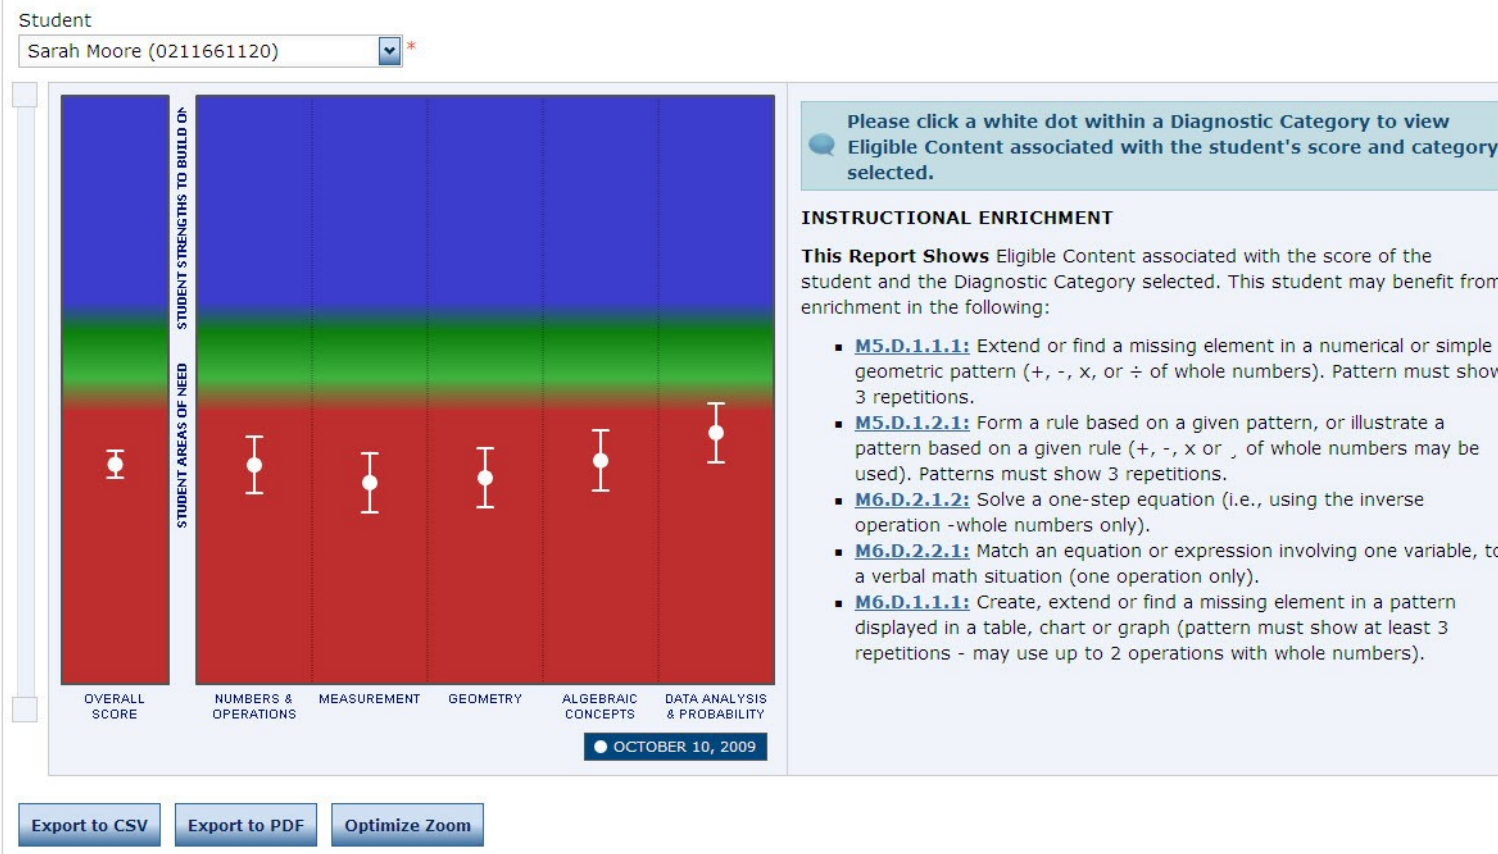 Student
Sarah Moore (0211661120) *
STUDENT STRENGTHS TO BUILD ON
STUDENT AREAS OF NEED
OVERALL
SCORE
NUMBERS &
OPERATIONS
MEASUREMENT
GEOMETRY
ALGEBRAIC
CONCEPTS
DATA ANALYSIS
& PROBABILITY
OCTOBER 10, 2009
Please click a white dot within a Diagnostic Category to view
Eligible Content associated with the student's score and category
selected.
INSTRUCTIONAL ENRICHMENT
This Report Shows Eligible Content associated with the score of the
student and the Diagnostic Category selected. This student may benefit from
enrichment in the following:
▪ M5.D.1.1.1: Extend or find a missing element in a numerical or simple
geometric pattern (+, -, x, or ÷ of whole numbers). Pattern must show
3 repetitions.
▪ M5.D.1.2.1: Form a rule based on a given pattern, or illustrate a
pattern based on a given rule (+, -, x or ¸ of whole numbers may be
used). Patterns must show 3 repetitions.
▪ M6.D.2.1.2: Solve a one-step equation (i.e., using the inverse
operation -whole numbers only).
▪ M6.D.2.2.1: Match an equation or expression involving one variable, to
a verbal math situation (one operation only).
▪ M6.D.1.1.1: Create, extend or find a missing element in a pattern
displayed in a table, chart or graph (pattern must show at least 3
repetitions - may use up to 2 operations with whole numbers).
Export to CSV
Export to PDF
Optimize Zoom